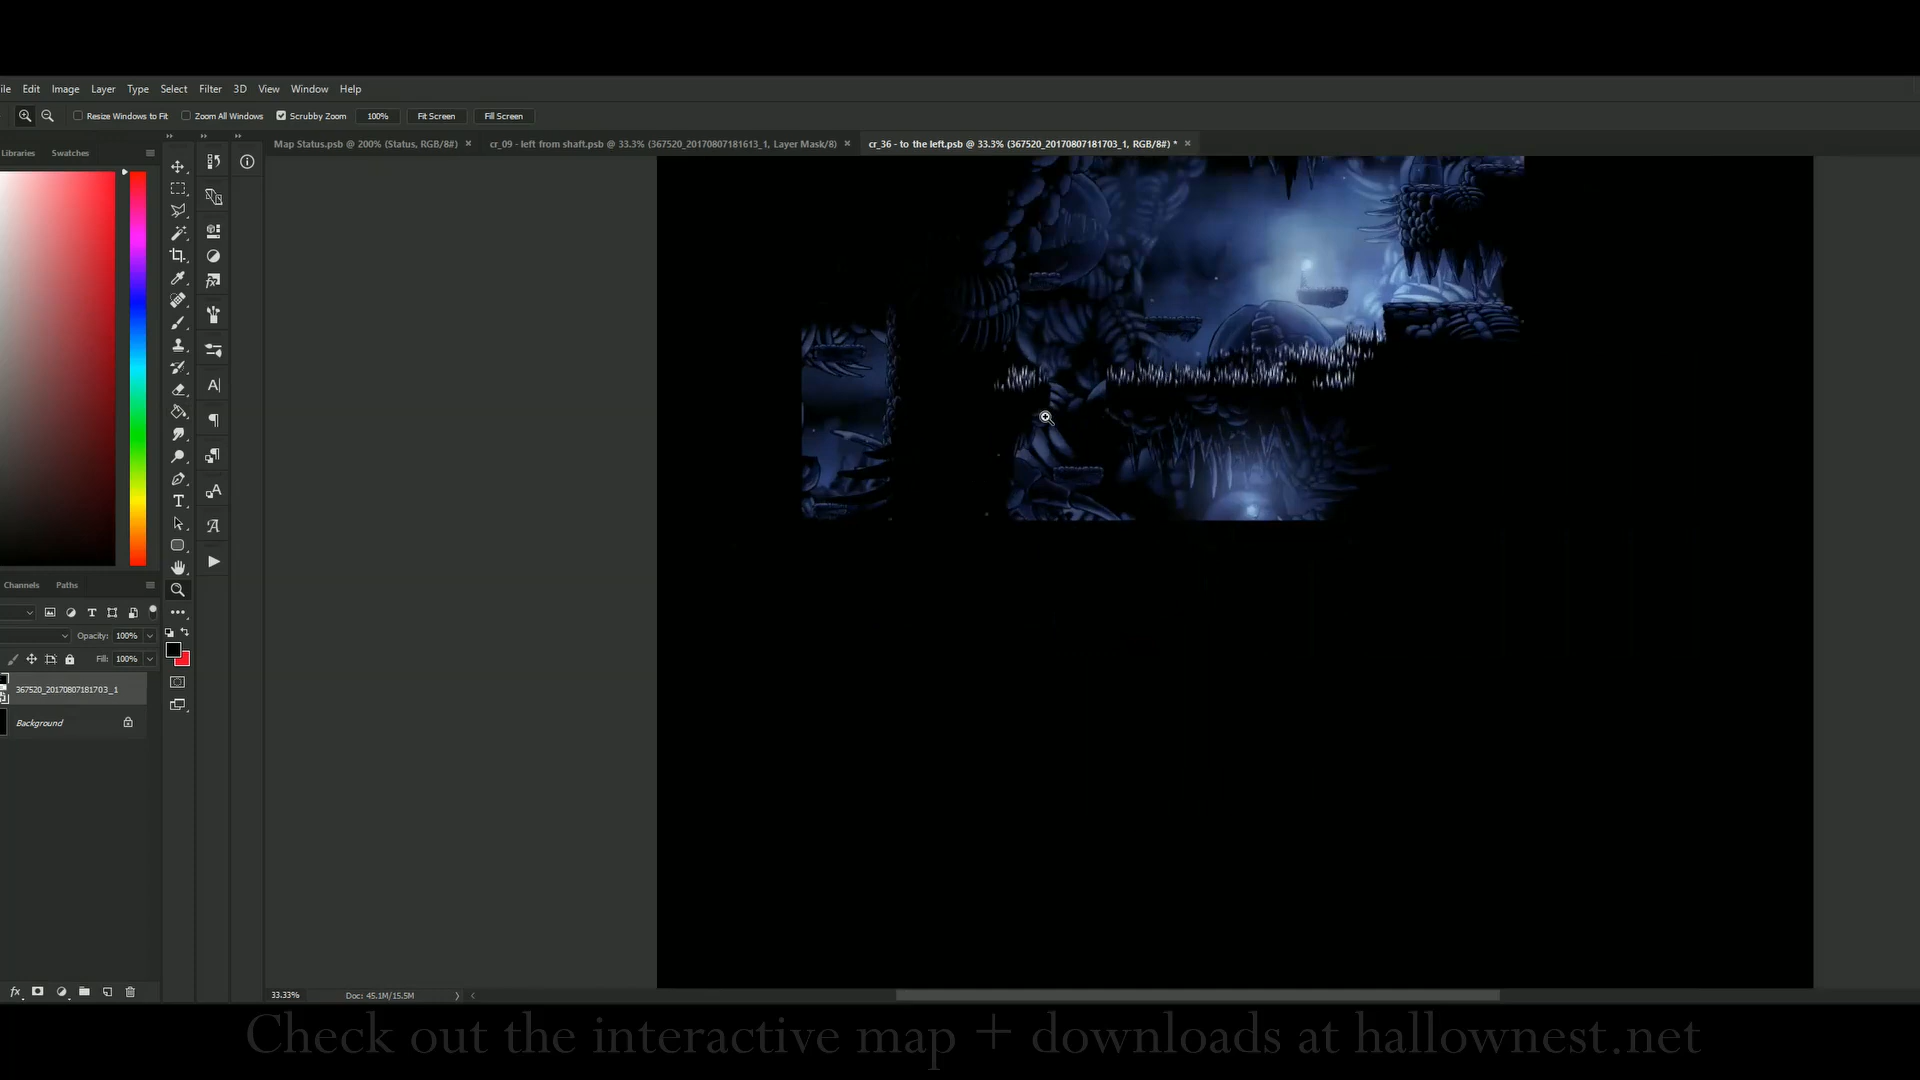 ile Edit Image Layer Type Select Filter 3D View Window Help
Resize Windows to Fit Zoom All Windows Scrubby Zoom 100% Fit Screen Fill Screen
Libraries Swatches
Map Status.psb @ 200% (Status, RGB/8#) × cr_09 - left from shaft.psb @ 33.3% (367520_20170807181613_1, Layer Mask/8) × cr_36 - to the left.psb @ 33.3% (367520_20170807181703_1, RGB/8#) * ×
Channels Paths
Opacity: 100%
Fill: 100%
367520_20170807181703_1
Background
33.33% Doc: 45.1M/15.5M
Check out the interactive map + downloads at hallownest.net